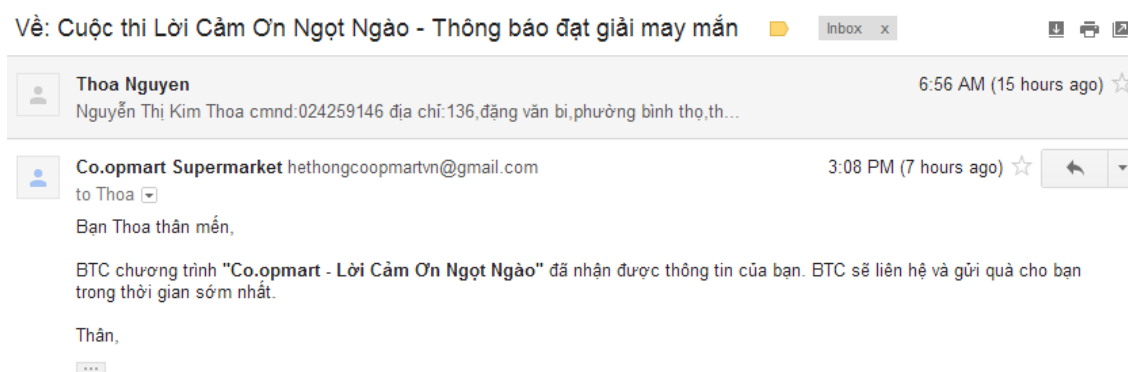 Về: Cuộc thi Lời Cảm Ơn Ngọt Ngào - Thông báo đạt giải may mắn
Inbox x
Thoa Nguyen
6:56 AM (15 hours ago)
Nguyễn Thị Kim Thoa cmnd:024259146 địa chỉ:136,đặng văn bi,phường bình thọ,th...
Co.opmart Supermarket hethongcoopmartvn@gmail.com
3:08 PM (7 hours ago)
to Thoa
Bạn Thoa thân mến,
BTC chương trình "Co.opmart - Lời Cảm Ơn Ngọt Ngào" đã nhận được thông tin của bạn. BTC sẽ liên hệ và gửi quà cho bạn
trong thời gian sớm nhất.
Thân,
...